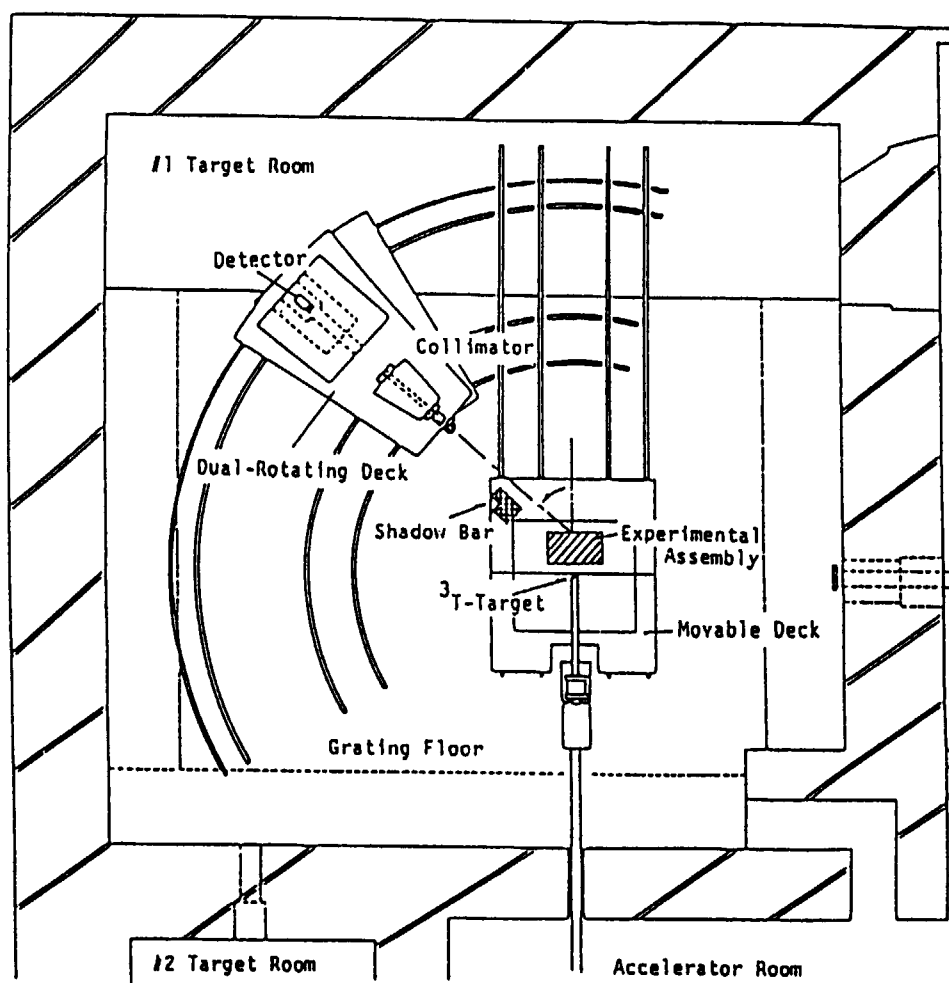 #1 Target Room
Detector
Collimator
Dual-Rotating Deck
Shadow Bar
Experimental
Assembly
3T-Target
Movable Deck
Grating Floor
#2 Target Room
Accelerator Room